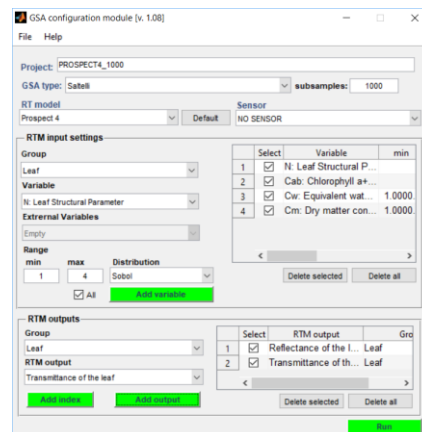 GSA configuration module [v. 1.08]
File Help
Project: PROSPECT4_1000
GSA type: Saltelli subsamples: 1000
RT model Sensor
Prospect 4 Default NO SENSOR
RTM input settings
Group
Leaf
Variable
N: Leaf Structural Parameter
Extrernal Variables
Empty
Range
min max Distribution
1 4 Sobol
All Add variable
Select Variable min
1 N: Leaf Structural P...
2 Cab: Chlorophyll a+...
3 Cw: Equivalent wat... 1.0000.
4 Cm: Dry matter con... 1.0000.
Delete selected Delete all
RTM outputs
Group
Leaf
RTM output
Transmittance of the leaf
Add index Add output
Select RTM output Gro
1 Reflectance of the l... Leaf
2 Transmittance of th... Leaf
Delete selected Delete all
Run